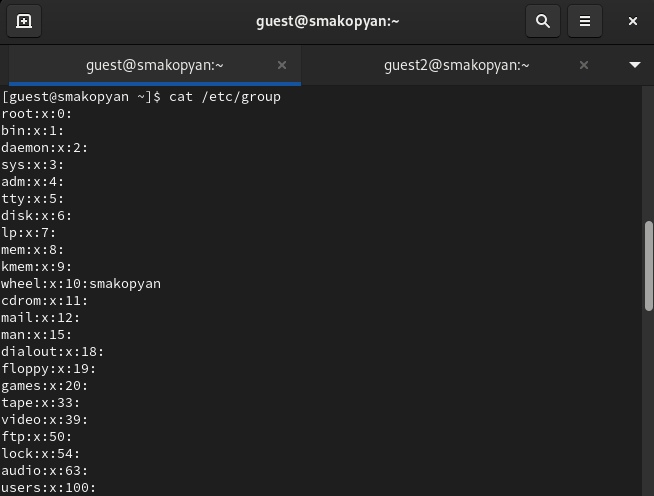 guest@smakopyan:~
guest@smakopyan:~
guest2@smakopyan:~
[guest@smakopyan ~]$ cat /etc/group
root:x:0:
bin:x:1:
daemon:x:2:
sys:x:3:
adm:x:4:
tty:x:5:
disk:x:6:
lp:x:7:
mem:x:8:
kmem:x:9:
wheel:x:10:smakopyan
cdrom:x:11:
mail:x:12:
man:x:15:
dialout:x:18:
floppy:x:19:
games:x:20:
tape:x:33:
video:x:39:
ftp:x:50:
lock:x:54:
audio:x:63:
users:x:100: